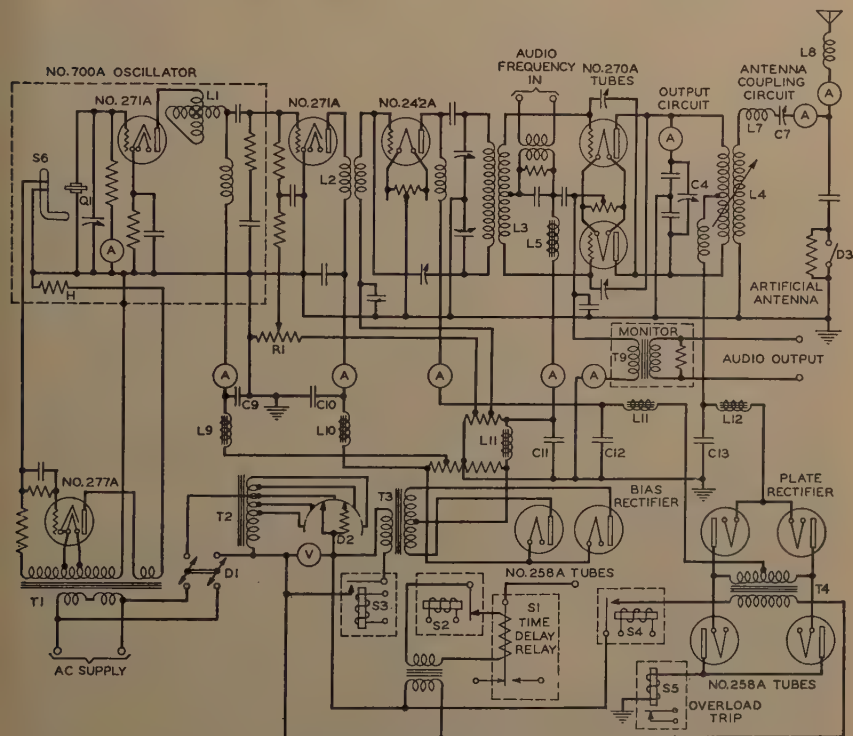 NO. 700A OSCILLATOR
NO. 271A
L1
S6
Q1
A
H
NO. 271A
L2
NO. 242A
AUDIO
FREQUENCY
IN
L3
L5
NO. 270A
TUBES
OUTPUT
CIRCUIT
A
C4
L4
ANTENNA
COUPLING
CIRCUIT
L7
C7
A
L8
A
D3
ARTIFICIAL
ANTENNA
R1
MONITOR
T9
AUDIO OUTPUT
A
A
A
A
A
C9
C10
L9
L10
L11
C11
C12
L11
L12
C13
NO. 277A
T2
D2
T3
BIAS
RECTIFIER
PLATE
RECTIFIER
D1
V
T1
S3
S2
NO. 258A TUBES
S1
TIME
DELAY
RELAY
S4
T4
NO. 258A TUBES
S5
OVERLOAD
TRIP
AC SUPPLY